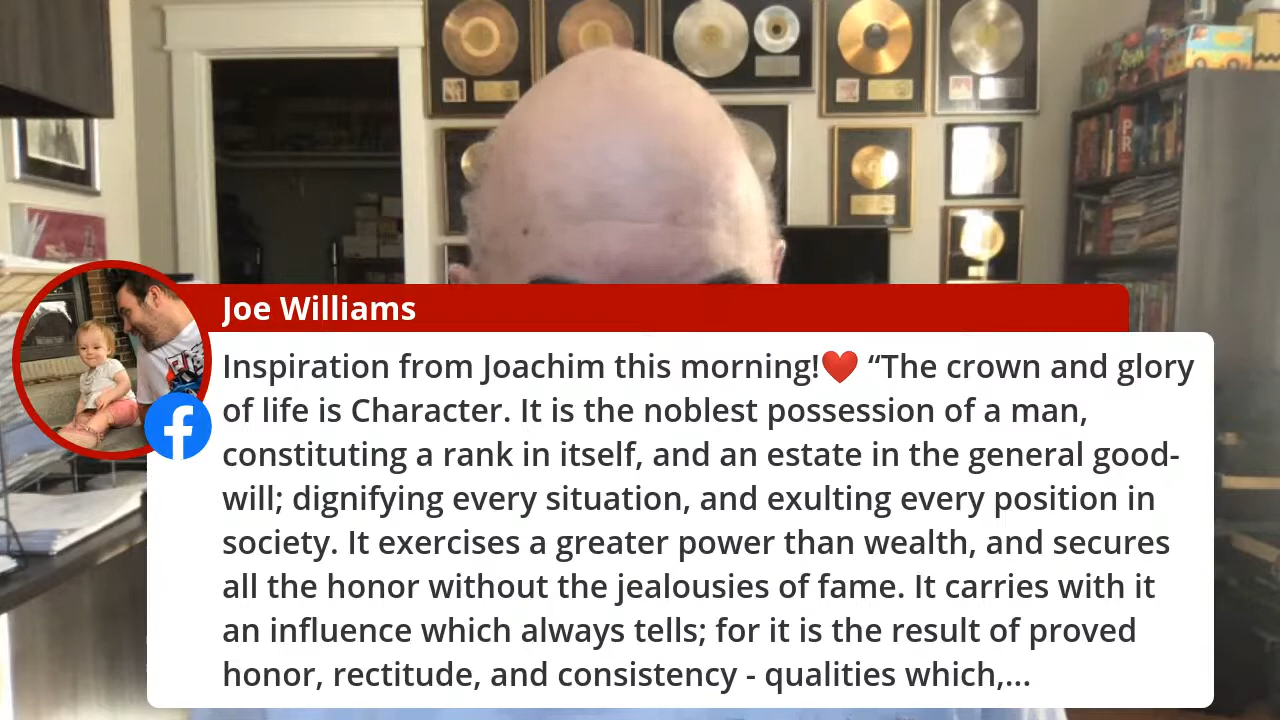 Joe Williams
Inspiration from Joachim this morning!❤️ “The crown and glory
of life is Character. It is the noblest possession of a man,
constituting a rank in itself, and an estate in the general good-
will; dignifying every situation, and exulting every position in
society. It exercises a greater power than wealth, and secures
all the honor without the jealousies of fame. It carries with it
an influence which always tells; for it is the result of proved
honor, rectitude, and consistency - qualities which,...